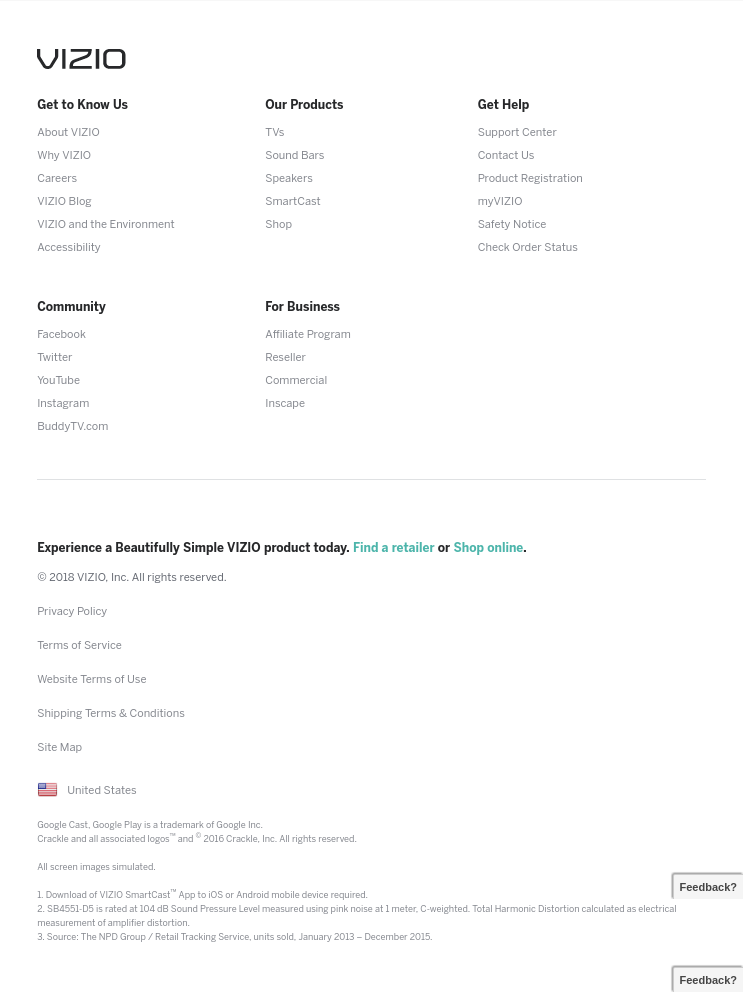 VIZIO
Get to Know Us
About VIZIO
Why VIZIO
Careers
VIZIO Blog
VIZIO and the Environment
Accessibility
Our Products
TVs
Sound Bars
Speakers
SmartCast
Shop
Get Help
Support Center
Contact Us
Product Registration
myVIZIO
Safety Notice
Check Order Status
Community
Facebook
Twitter
YouTube
Instagram
BuddyTV.com
For Business
Affiliate Program
Reseller
Commercial
Inscape
Experience a Beautifully Simple VIZIO product today. Find a retailer or Shop online.
© 2018 VIZIO, Inc. All rights reserved.
Privacy Policy
Terms of Service
Website Terms of Use
Shipping Terms & Conditions
Site Map
United States
Google Cast, Google Play is a trademark of Google Inc.
Crackle and all associated logos™ and © 2016 Crackle, Inc. All rights reserved.
All screen images simulated.
1. Download of VIZIO SmartCast™ App to iOS or Android mobile device required.
2. SB4551-D5 is rated at 104 dB Sound Pressure Level measured using pink noise at 1 meter, C-weighted. Total Harmonic Distortion calculated as electrical
measurement of amplifier distortion.
3. Source: The NPD Group / Retail Tracking Service, units sold, January 2013 – December 2015.
Feedback?
Feedback?